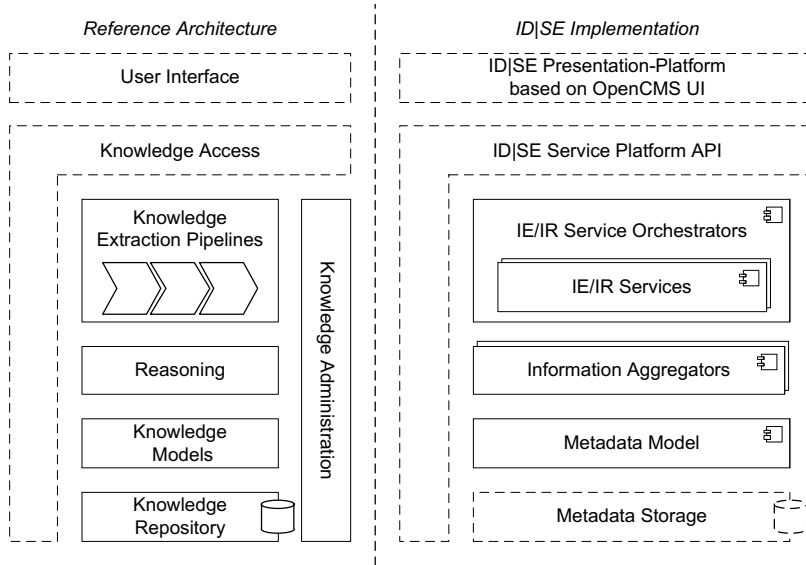 Reference Architecture
User Interface
Knowledge Access
Knowledge
Extraction Pipelines
Reasoning
Knowledge
Models
Knowledge
Repository
Knowledge Administration
ID|SE Implementation
ID|SE Presentation-Platform
based on OpenCMS UI
ID|SE Service Platform API
IE/IR Service Orchestrators
IE/IR Services
Information Aggregators
Metadata Model
Metadata Storage